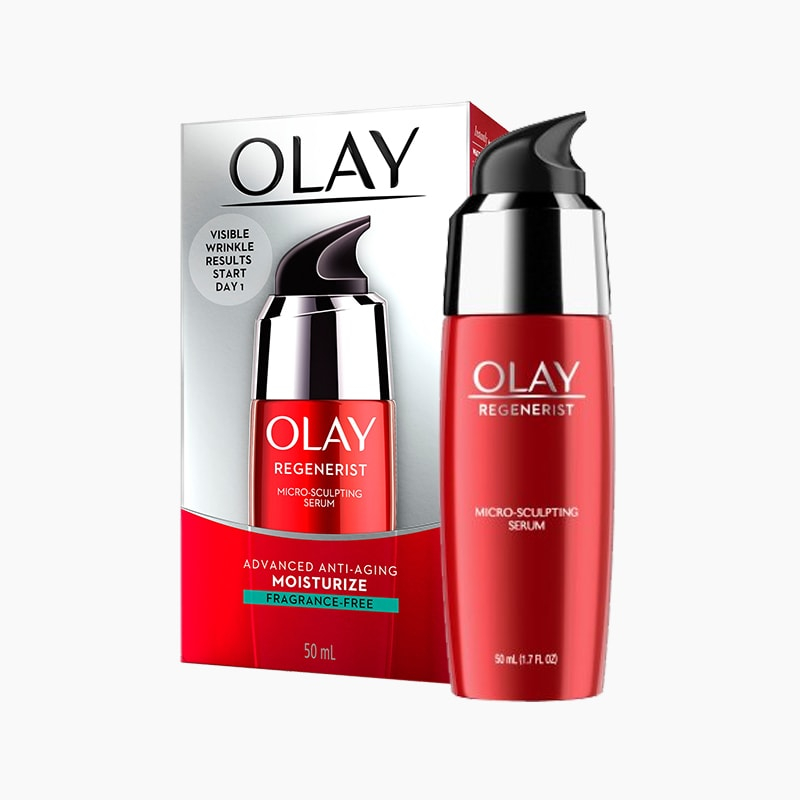 OLAY
VISIBLE
WRINKLE
RESULTS
START
DAY 1
OLAY
REGENERIST
MICRO-SCULPTING
SERUM
ADVANCED ANTI-AGING
MOISTURIZE
FRAGRANCE-FREE
50 mL
OLAY
REGENERIST
MICRO-SCULPTING
SERUM
50 mL (1.7 FL OZ)